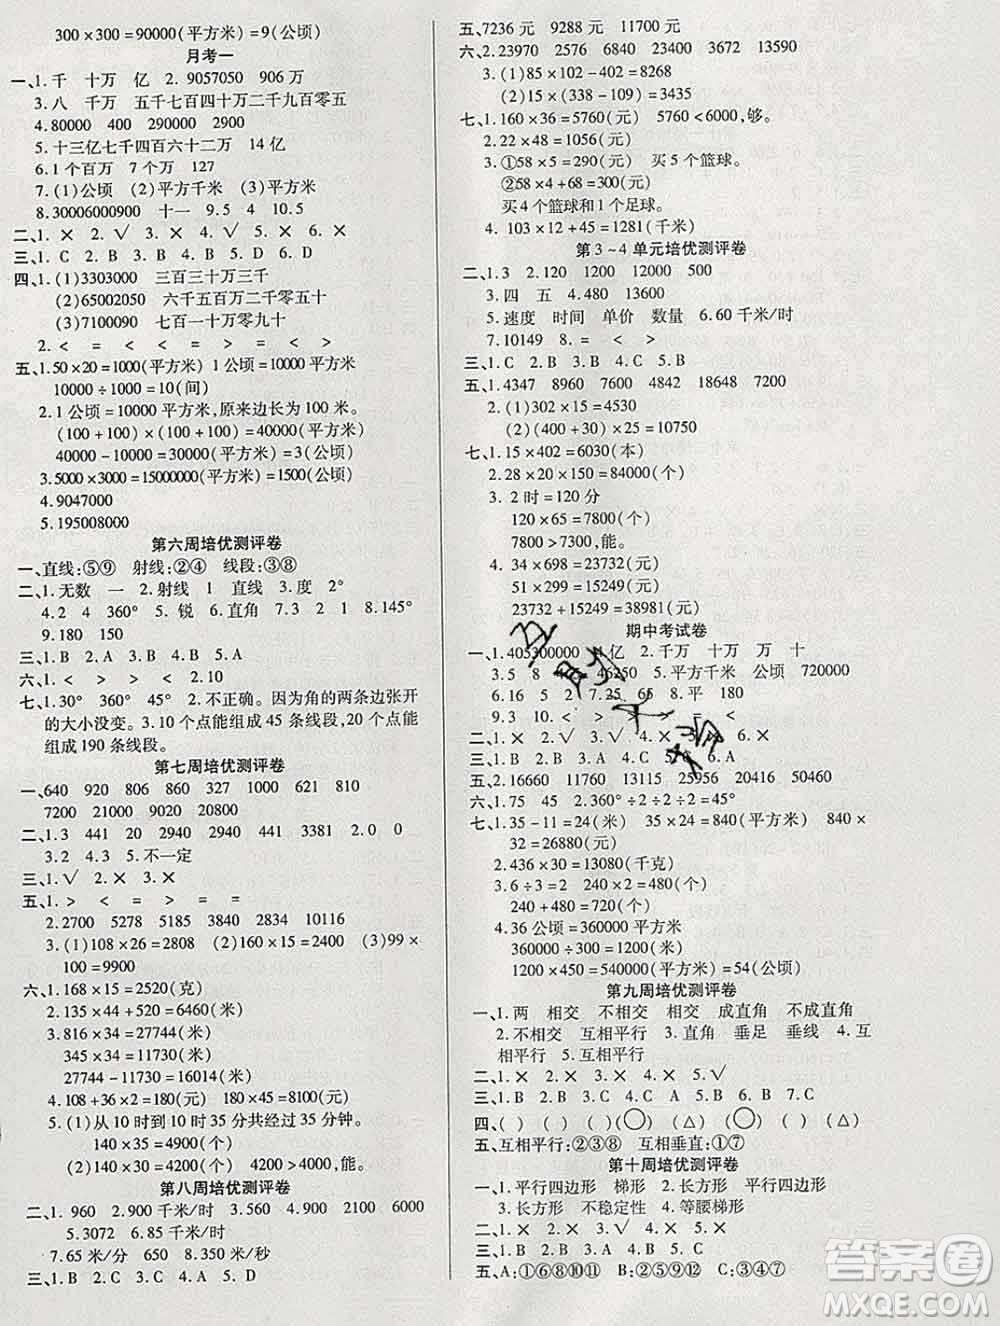 300×300=90000(平方米)=9(公顷)
月考一
一、1.千 十万 亿 2.9057050 906万
3.八 千万 五千七百四十万二千九百零五
4.80000 400 290000 2900
5.十三亿七千四百六十二万 14亿
6.1个百万 7个万 127
7.(1)公顷 (2)平方千米 (3)公顷
8.30006000900 十一 9.5 4 10.5
二、1.× 2.√ 3.× 4.× 5.√
三、1.C 2.B 3.D 4.B 5.C
四、1.(1)3303000 三百三十万三千
(2)65002050 六千五百万二千零五十
(3)7100090 七百一十万零九十
2.< = < = < >
五、1.50×20=1000(平方米) 1公顷=10000平方米
10000÷1000=10(间)
2.1公顷=10000平方米,原来边长为100米。
(100+100)×(100+100)=40000(平方米)
40000-10000=30000(平方米)=3(公顷)
3.5000×3000=15000000(平方米)=1500(公顷)
4.9047000
5.195008000
第六周培优测评卷
一、直线:⑤⑨ 射线:②④ 线段:③⑧
二、1.无数 一 2.射线 1 直线 3.度 2°
4.2 4 360° 5.锐 6.直角 7.3 2 1 8.145°
9.180 150
三、1.B 2.A 3.C 4.B 5.A
六、1.< > < > 2.10
七、1.30° 360° 45° 2.不正确。因为角的两条边张开
的大小没变。3.10个点能组成45条线段,20个点能
组成190条线段。
第七周培优测评卷
一、640 920 806 860 327 631 810
7200 21000 9020 20800
二、1.3 441 20 2940 2940 441 3381 2.0 0
3.2 4.3 5.不一定
三、1.√ 2.× 3.×
五、1.> < = > = =
2.2700 5278 5185 7839 2840 10116
3.(1)108×26=2808 (2)160×15=2400 (3)99×
100=9900
六、1.168×15=2520(克)
2.135×44+520=6460(米)
3.816×34=27744(米)
345×34=11730(米)
27744-11730=16014(米)
4.108+36×2=180(元) 180×45=8100(元)
5.(1)从10时到10时35分共经过35分钟。
140×35=4900(个)
(2)140×30=4200(个) 4200>4000,能。
第八周培优测评卷
二、1.960 2.900千米/时 3.560 4.900 2100 6000
5.3072 6.85千米/时
7.65米/分 650 8.350米/秒
三、1.D 2.B 3.C 4.A 5.D
五、7236元 9288元 11700元
六、2.23970 2576 6840 23400 3672 13590
3.(1)85×102-402=8268
(2)15×(338-109)=3435
七、1.160×36=5760(元) 5760<6000,够。
2.22×48=1056(元)
3.①58×5=290(元) 买5个篮球。
②58×4+68=300(元)
买4个篮球和1个足球。
4.103×12+45=1281(千米)
第3~4单元培优测评卷
二、1.3 2.120 1200 12000 500
3.四 五 4.480 13600
5.速度 时间 单价 数量 6.60千米/时
7.10149 8.= < >
三、1.C 2.B 3.C 4.C 5.B
五、1.4347 8960 7600 4842 18648 7200
2.(1)302×15=4530
(2)(400+30)×25=10750
七、1.15×402=6030(本)
2.28×20×150=84000(个)
3.2时=120分
120×65=7800(个)
7800>7300,能。
4.34×698=23732(元)
51×299=15249(元)
23732+15249=38981(元)
期中考试卷
一、1.405300000 亿 2.千万 十万 万 十
3.5 8 4. 46250 5.平方千米 公顷 720000
6.16 5 2 7.25 65 8.平 180
9.3 10.< > = <
二、1.× 2.√ 3.× 4.× 5. 6.×
三、1.B 2.C 3.B 4.A 5.C 6.A
五、2.16660 11760 13115 25956 20416 50460
六、1.75 45 2.360°÷2÷2÷2=45°
七、1.35-11=24(米) 35×24=840(平方米) 840×
32=26880(元)
2.436×30=13080(千克)
3.6÷3=2 240×2=480(个)
240+480=720(个)
4.36公顷=360000平方米
360000÷300=1200(米)
1200×450=540000(平方米)=54(公顷)
第九周培优测评卷
一、1.两 相交 不相交 相交 成直角 不成直角
2.不相交 互相平行 3.直角 垂足 垂线 4.互
相平行 5.互相平行
二、1.× 2.× 3.√ 4.× 5.√
三、1.C 2.B 3.C 4.B 5.C
四、( ) ( ) ( )(○) ( ) (△) (○) ( ) (△)
五、互相平行:②③⑧ 互相垂直:①⑦
第十周培优测评卷
一、1.平行四边形 梯形 2.长方形 平行四边形
3.长方形 不稳定性 4.等腰梯形
二、1.× 2.× 3.√ 4.× 5.×
三、1.C 2.B 3.C 4.C 5.B
五、A:①⑥⑧⑩⑪ B:②⑤⑨⑫ C:③④⑦
答案圈
MXQE.COM